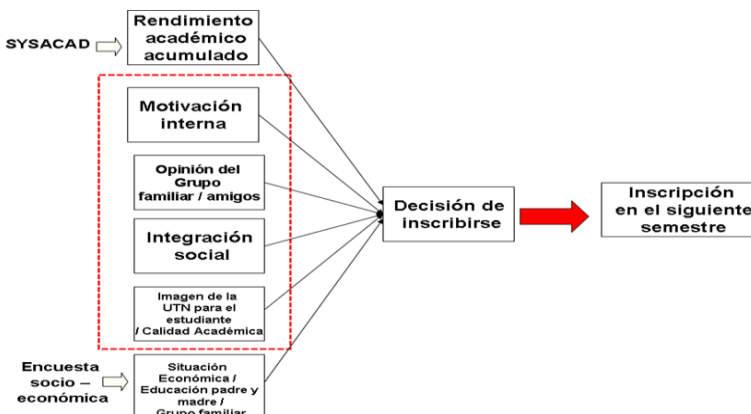 SYSACAD
Rendimiento
académico
acumulado
Motivación
interna
Opinión del
Grupo
familiar / amigos
Integración
social
Imagen de la
UTN para el
estudiante
/ Calidad Académica
Encuesta
socio –
económica
Situación
Económica /
Educación padre y
madre /
Grupo familiar
Decisión de
inscribirse
Inscripción
en el siguiente
semestre